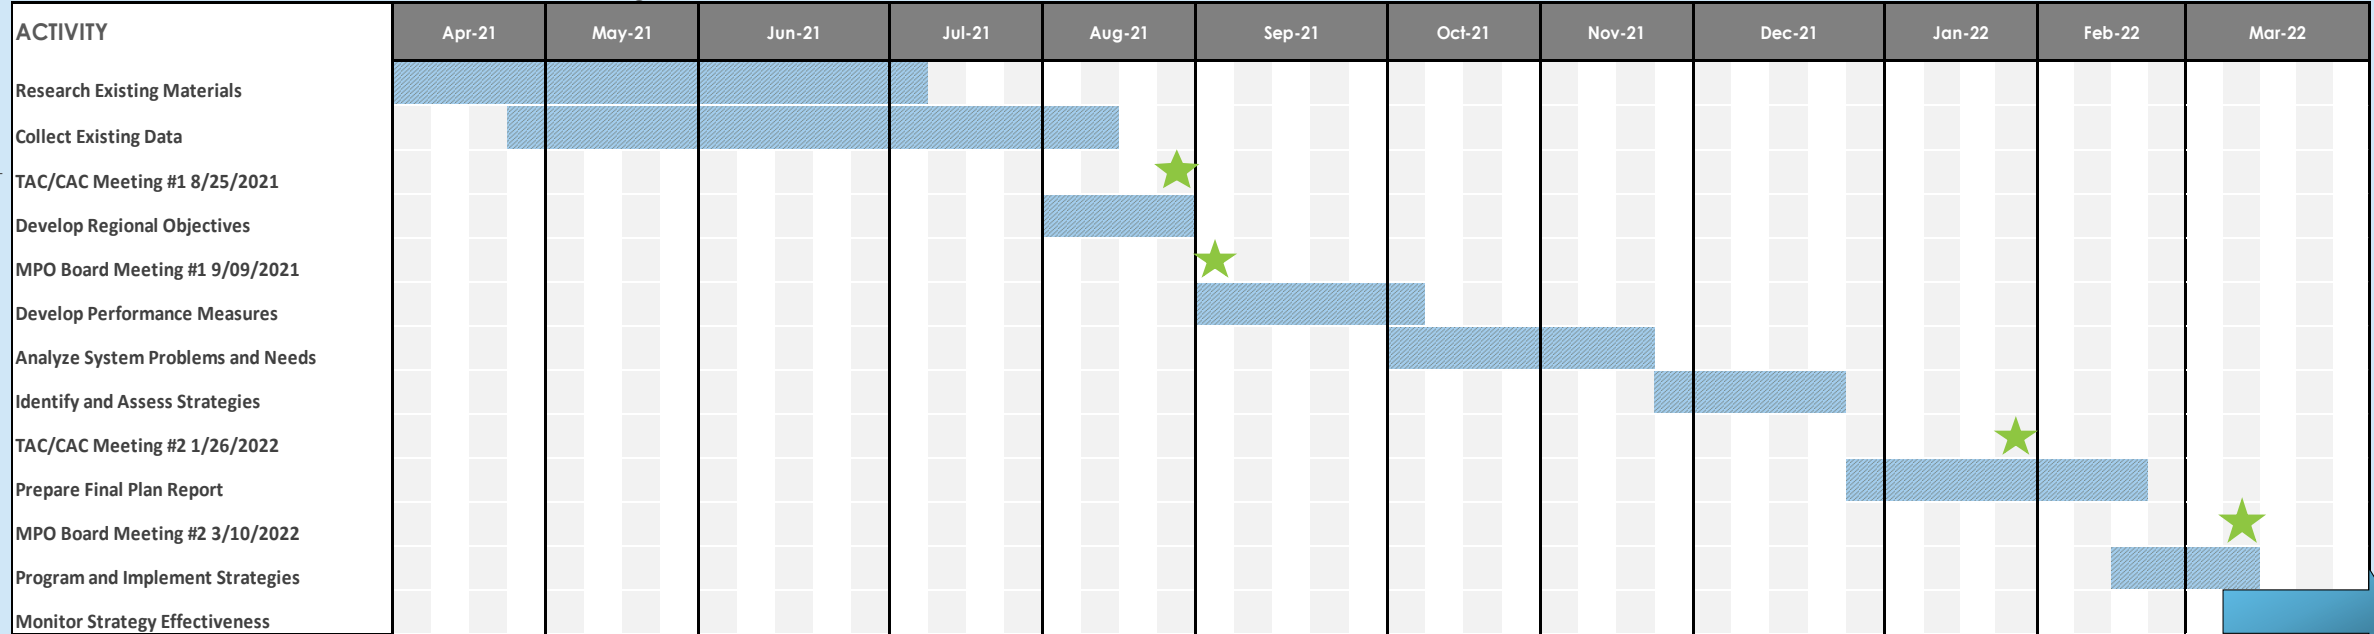 ACTIVITY Apr-21 May-21 Jun-21 Jul-21 Aug-21 Sep-21 Oct-21 Nov-21 Dec-21 Jan-22 Feb-22 Mar-22
Research Existing Materials
Collect Existing Data
TAC/CAC Meeting #1 8/25/2021
Develop Regional Objectives
MPO Board Meeting #1 9/09/2021
Develop Performance Measures
Analyze System Problems and Needs
Identify and Assess Strategies
TAC/CAC Meeting #2 1/26/2022
Prepare Final Plan Report
MPO Board Meeting #2 3/10/2022
Program and Implement Strategies
Monitor Strategy Effectiveness